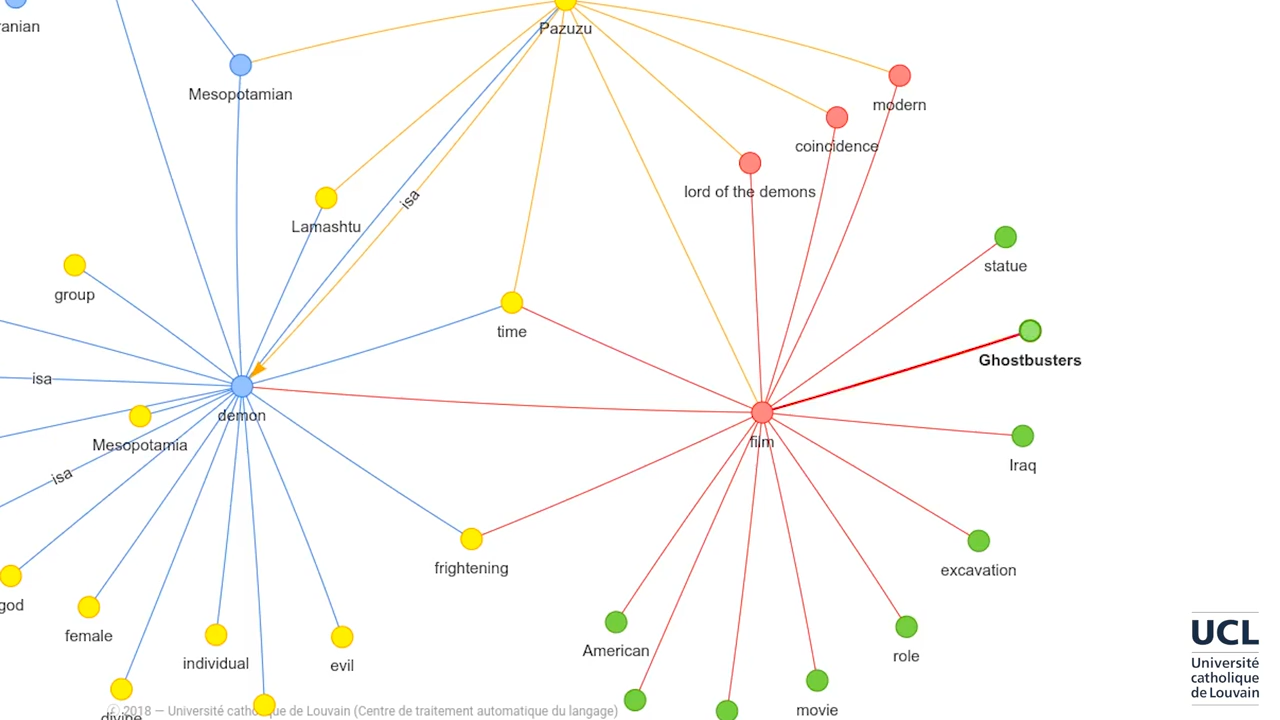 ranian
Pazuzu
Mesopotamian
modern
coincidence
lord of the demons
isa
Lamashtu
statue
group
time
Ghostbusters
isa
demon
film
Mesopotamia
Iraq
isa
frightening
excavation
god
female
individual
evil
American
role
movie
UCL
Université
catholique
de Louvain
© 2018 — Université catholique de Louvain (Centre de traitement automatique du langage)
divine